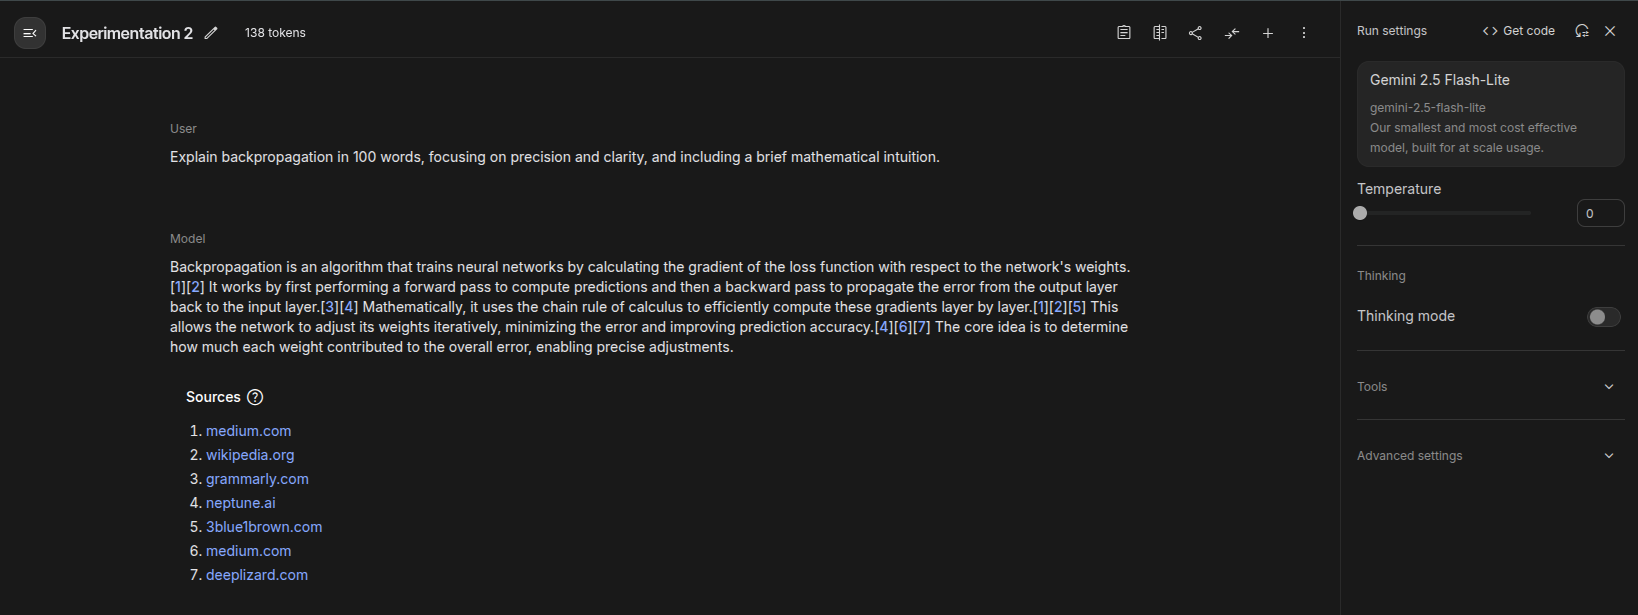 Experimentation 2
138 tokens
User
Explain backpropagation in 100 words, focusing on precision and clarity, and including a brief mathematical intuition.
Model
Backpropagation is an algorithm that trains neural networks by calculating the gradient of the loss function with respect to the network's weights.
[1][2] It works by first performing a forward pass to compute predictions and then a backward pass to propagate the error from the output layer
back to the input layer.[3][4] Mathematically, it uses the chain rule of calculus to efficiently compute these gradients layer by layer.[1][2][5] This
allows the network to adjust its weights iteratively, minimizing the error and improving prediction accuracy.[4][6][7] The core idea is to determine
how much each weight contributed to the overall error, enabling precise adjustments.
Sources ?
1. medium.com
2. wikipedia.org
3. grammarly.com
4. neptune.ai
5. 3blue1brown.com
6. medium.com
7. deeplizard.com
Run settings
<> Get code
Gemini 2.5 Flash-Lite
gemini-2.5-flash-lite
Our smallest and most cost effective
model, built for at scale usage.
Temperature
0
Thinking
Thinking mode
Tools
Advanced settings